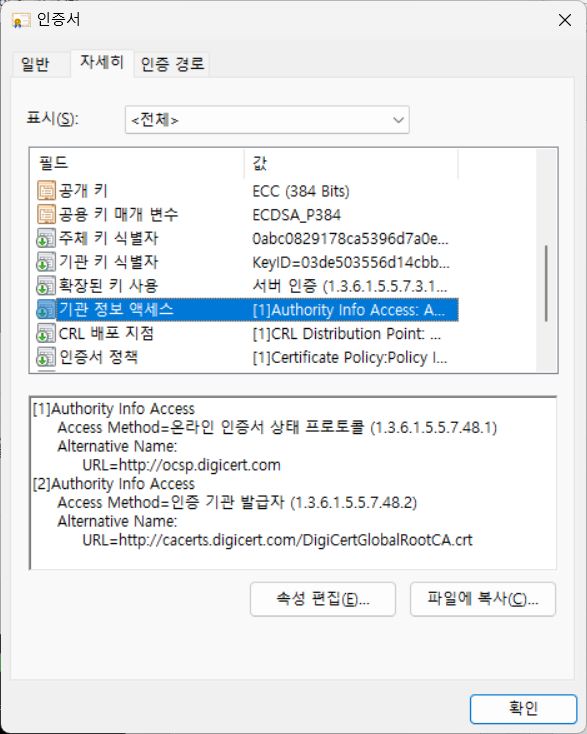 인증서
일반 자세히 인증 경로
표시(S): <전체>
필드 값
공개 키 ECC (384 Bits)
공용 키 매개 변수 ECDSA_P384
주체 키 식별자 0abc0829178ca5396d7a0e...
기관 키 식별자 KeyID=03de503556d14cbb...
확장된 키 사용 서버 인증 (1.3.6.1.5.5.7.3.1...
기관 정보 액세스 [1]Authority Info Access: A...
CRL 배포 지점 [1]CRL Distribution Point: ...
인증서 정책 [1]Certificate Policy:Policy I...
[1]Authority Info Access
Access Method=온라인 인증서 상태 프로토콜 (1.3.6.1.5.5.7.48.1)
Alternative Name:
URL=http://ocsp.digicert.com
[2]Authority Info Access
Access Method=인증 기관 발급자 (1.3.6.1.5.5.7.48.2)
Alternative Name:
URL=http://cacerts.digicert.com/DigiCertGlobalRootCA.crt
속성 편집(E)... 파일에 복사(C)...
확인